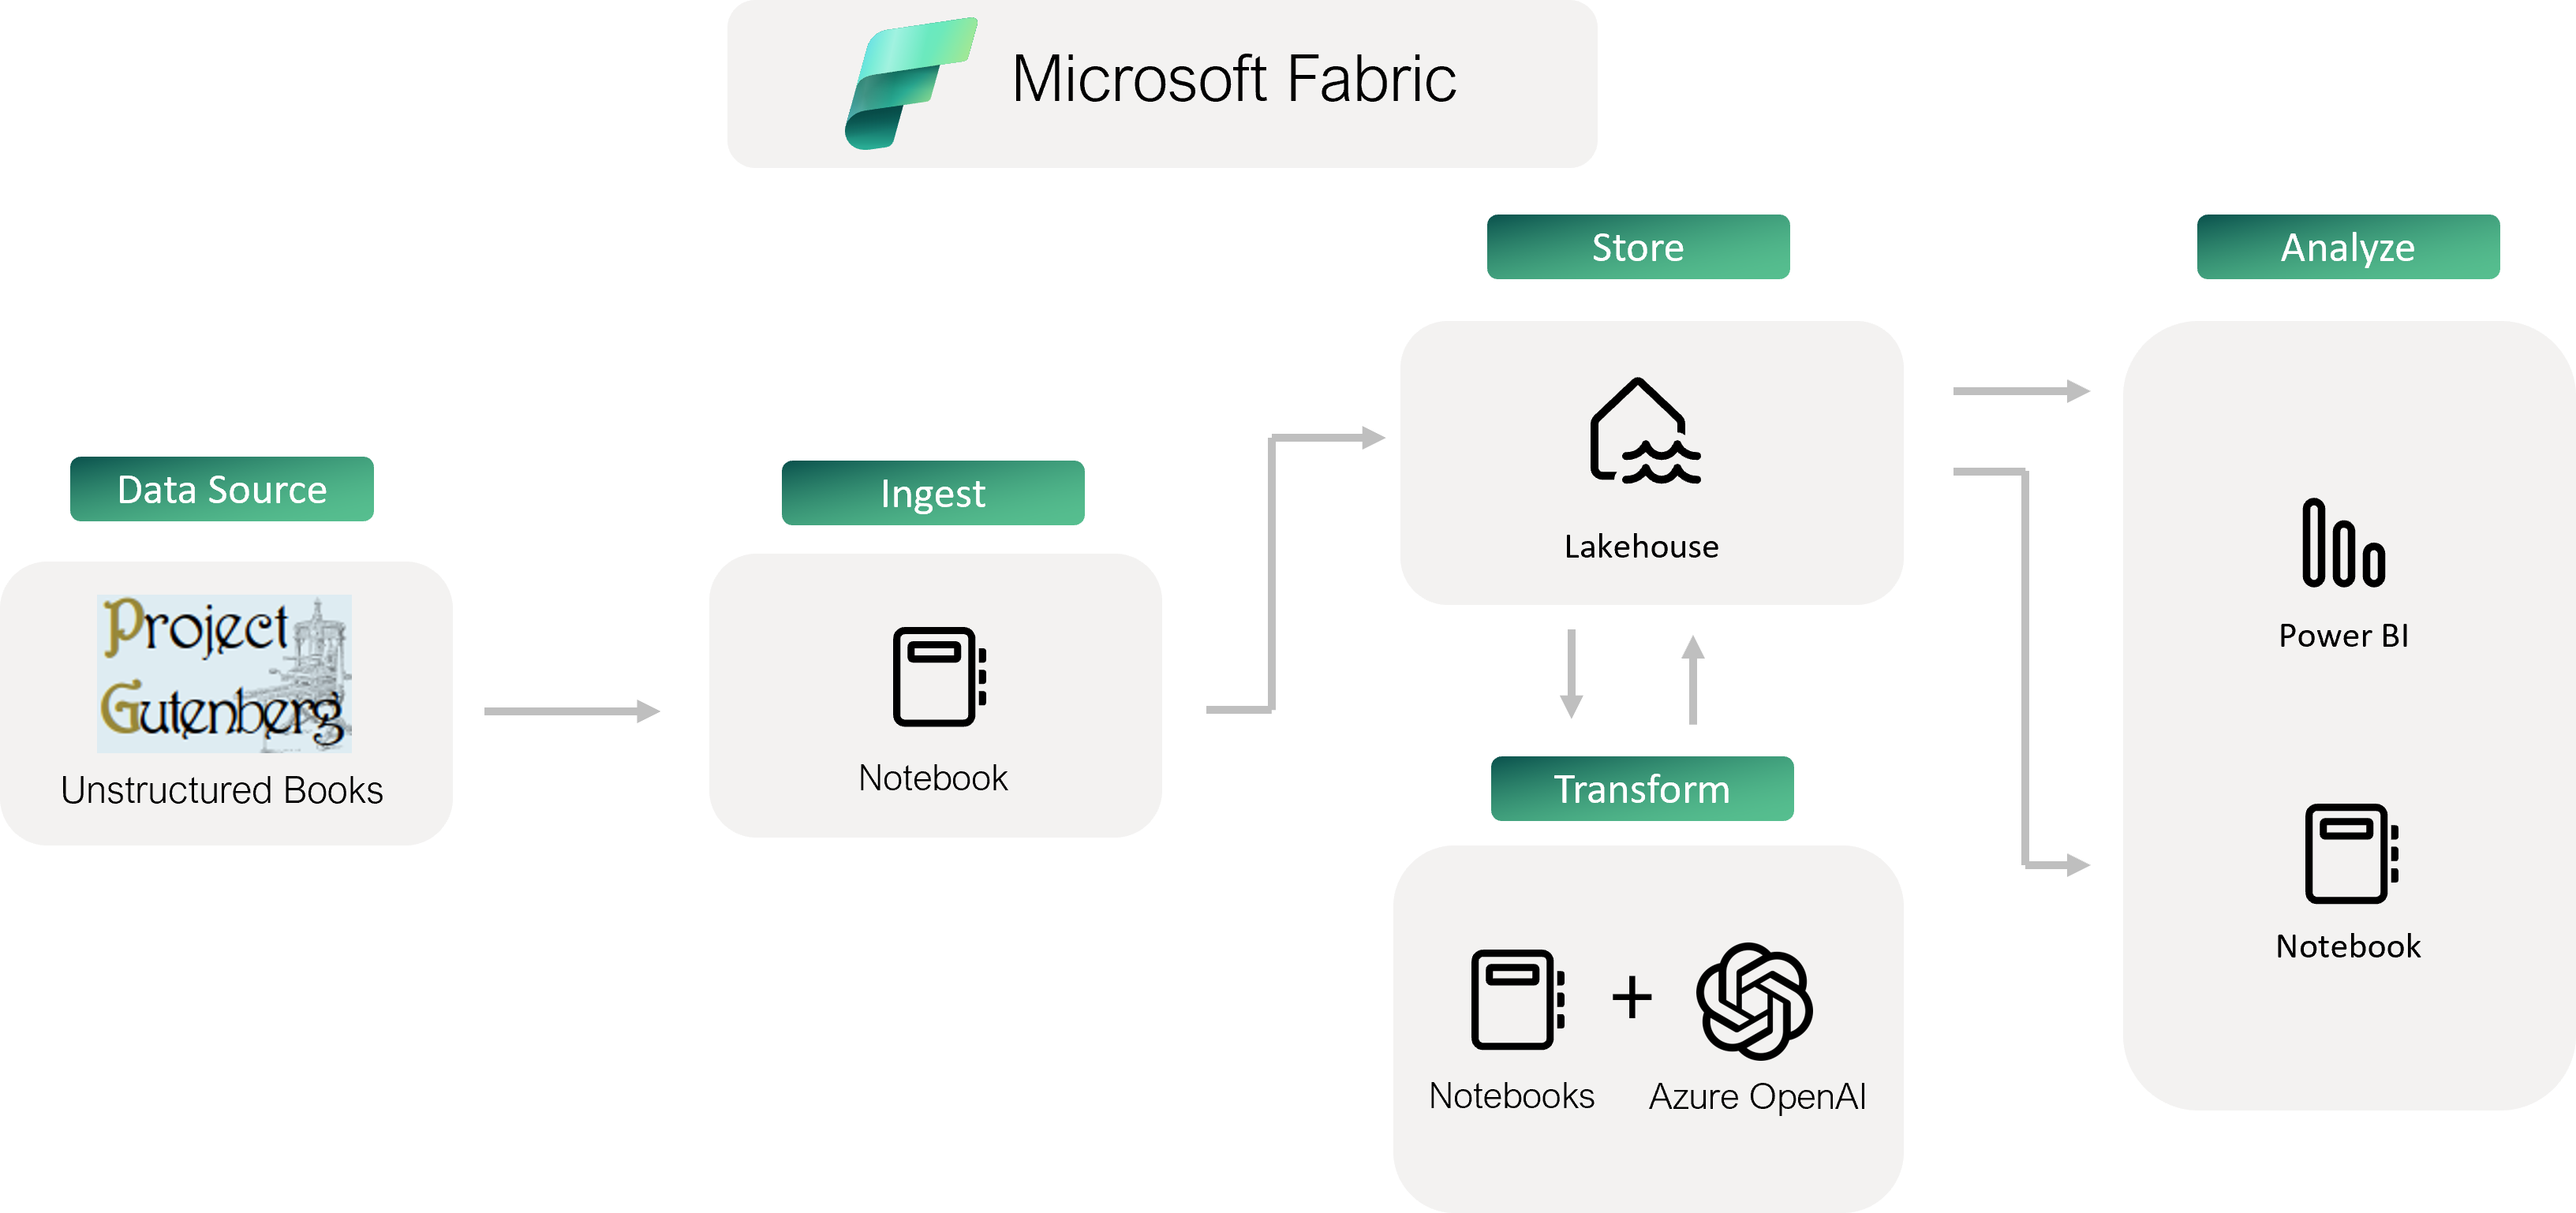 Microsoft Fabric
Data Source
Project
Gutenberg
Unstructured Books
Ingest
Notebook
Store
Lakehouse
Transform
Notebooks
+
Azure OpenAI
Analyze
Power BI
Notebook